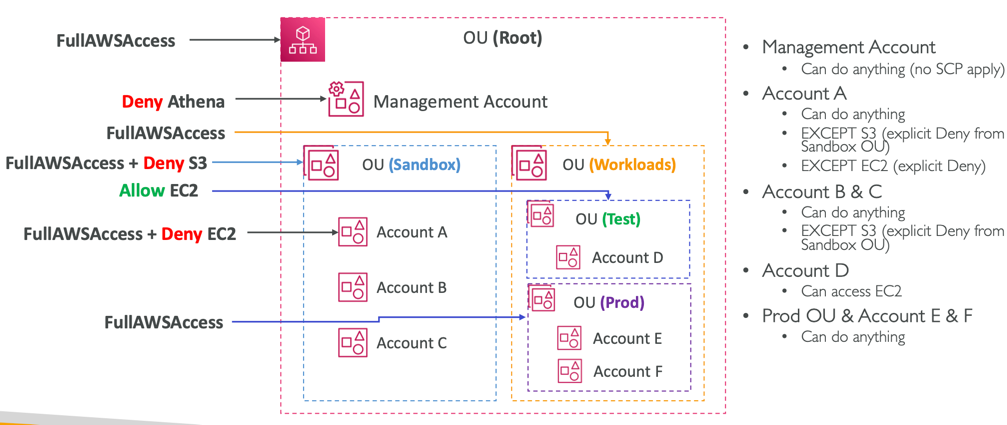 FullAWSAccess
OU (Root)
Deny Athena
Management Account
FullAWSAccess
FullAWSAccess + Deny S3
OU (Sandbox)
OU (Workloads)
Allow EC2
OU (Test)
FullAWSAccess + Deny EC2
Account A
Account D
Account B
OU (Prod)
FullAWSAccess
Account C
Account E
Account F
• Management Account
• Can do anything (no SCP apply)
• Account A
• Can do anything
• EXCEPT S3 (explicit Deny from
Sandbox OU)
• EXCEPT EC2 (explicit Deny)
• Account B & C
• Can do anything
• EXCEPT S3 (explicit Deny from
Sandbox OU)
• Account D
• Can access EC2
• Prod OU & Account E & F
• Can do anything